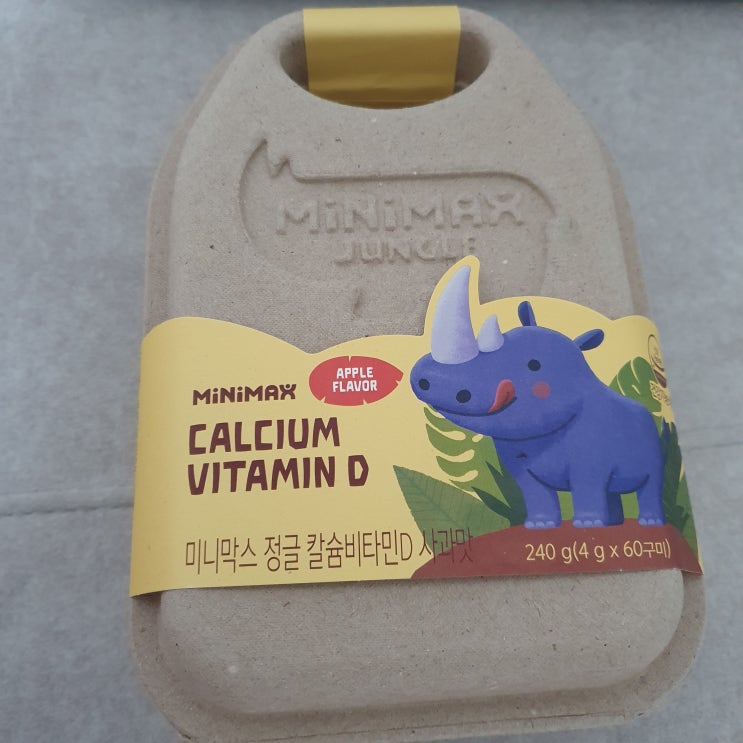 MiNiMAX
JUNGLE
MiNiMAX
APPLE
FLAVOR
CALCIUM
VITAMIN D
미니막스 정글 칼슘비타민D 사과맛
240 g(4 g x 60구미)